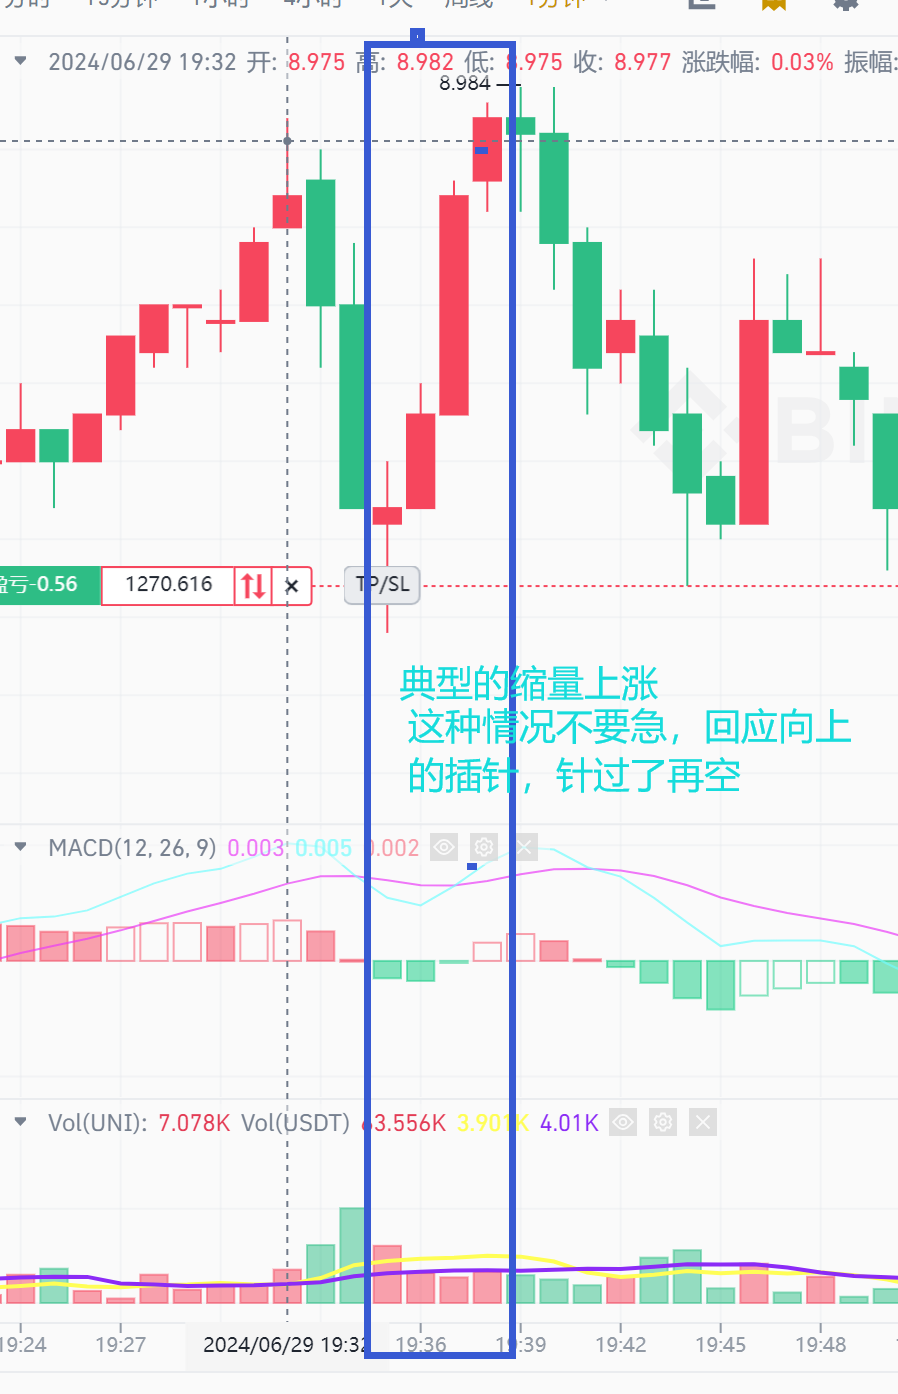 15分钟 1小时 4小时 1天 周线 1分钟
2024/06/29 19:32 开: 8.975 高: 8.982 低: 8.975 收: 8.977 涨跌幅: 0.03% 振幅:
8.984
盈亏-0.56 1270.616 TP/SL
典型的缩量上涨
这种情况不要急，回应向上
的插针，针过了再空
MACD(12, 26, 9) 0.003 0.005 0.002
Vol(UNI): 7.078K Vol(USDT) 63.556K 3.901K 4.01K
19:24 19:27 2024/06/29 19:32 19:36 19:39 19:42 19:45 19:48